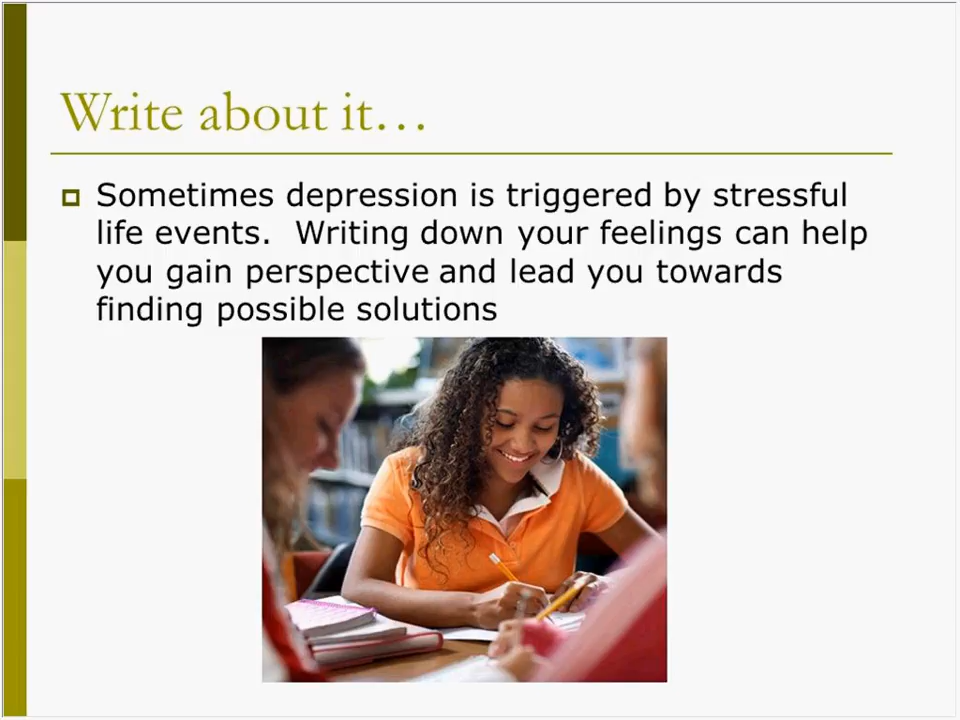 Write about it…
Sometimes depression is triggered by stressful
life events.  Writing down your feelings can help
you gain perspective and lead you towards
finding possible solutions